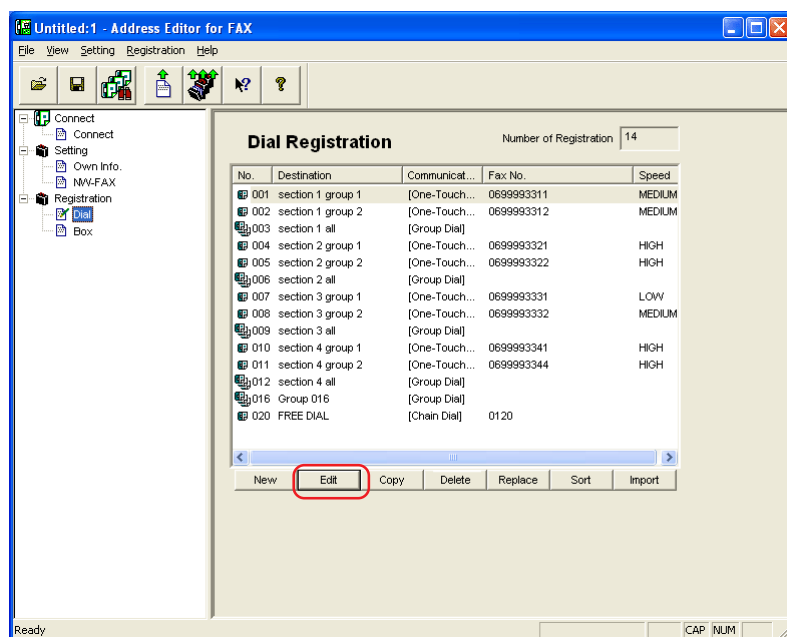 Untitled:1 - Address Editor for FAX
File View Setting Registration Help
Connect
Connect
Setting
Own Info.
NW-FAX
Registration
Dial
Box
Dial Registration
Number of Registration 14
No. Destination Communicat... Fax No. Speed
001 section 1 group 1 [One-Touch... 0699993311 MEDIUM
002 section 1 group 2 [One-Touch... 0699993312 MEDIUM
003 section 1 all [Group Dial]
004 section 2 group 1 [One-Touch... 0699993321 HIGH
005 section 2 group 2 [One-Touch... 0699993322 HIGH
006 section 2 all [Group Dial]
007 section 3 group 1 [One-Touch... 0699993331 LOW
008 section 3 group 2 [One-Touch... 0699993332 MEDIUM
009 section 3 all [Group Dial]
010 section 4 group 1 [One-Touch... 0699993341 HIGH
011 section 4 group 2 [One-Touch... 0699993344 HIGH
012 section 4 all [Group Dial]
016 Group 016 [Group Dial]
020 FREE DIAL [Chain Dial] 0120
New Edit Copy Delete Replace Sort Import
Ready CAP NUM